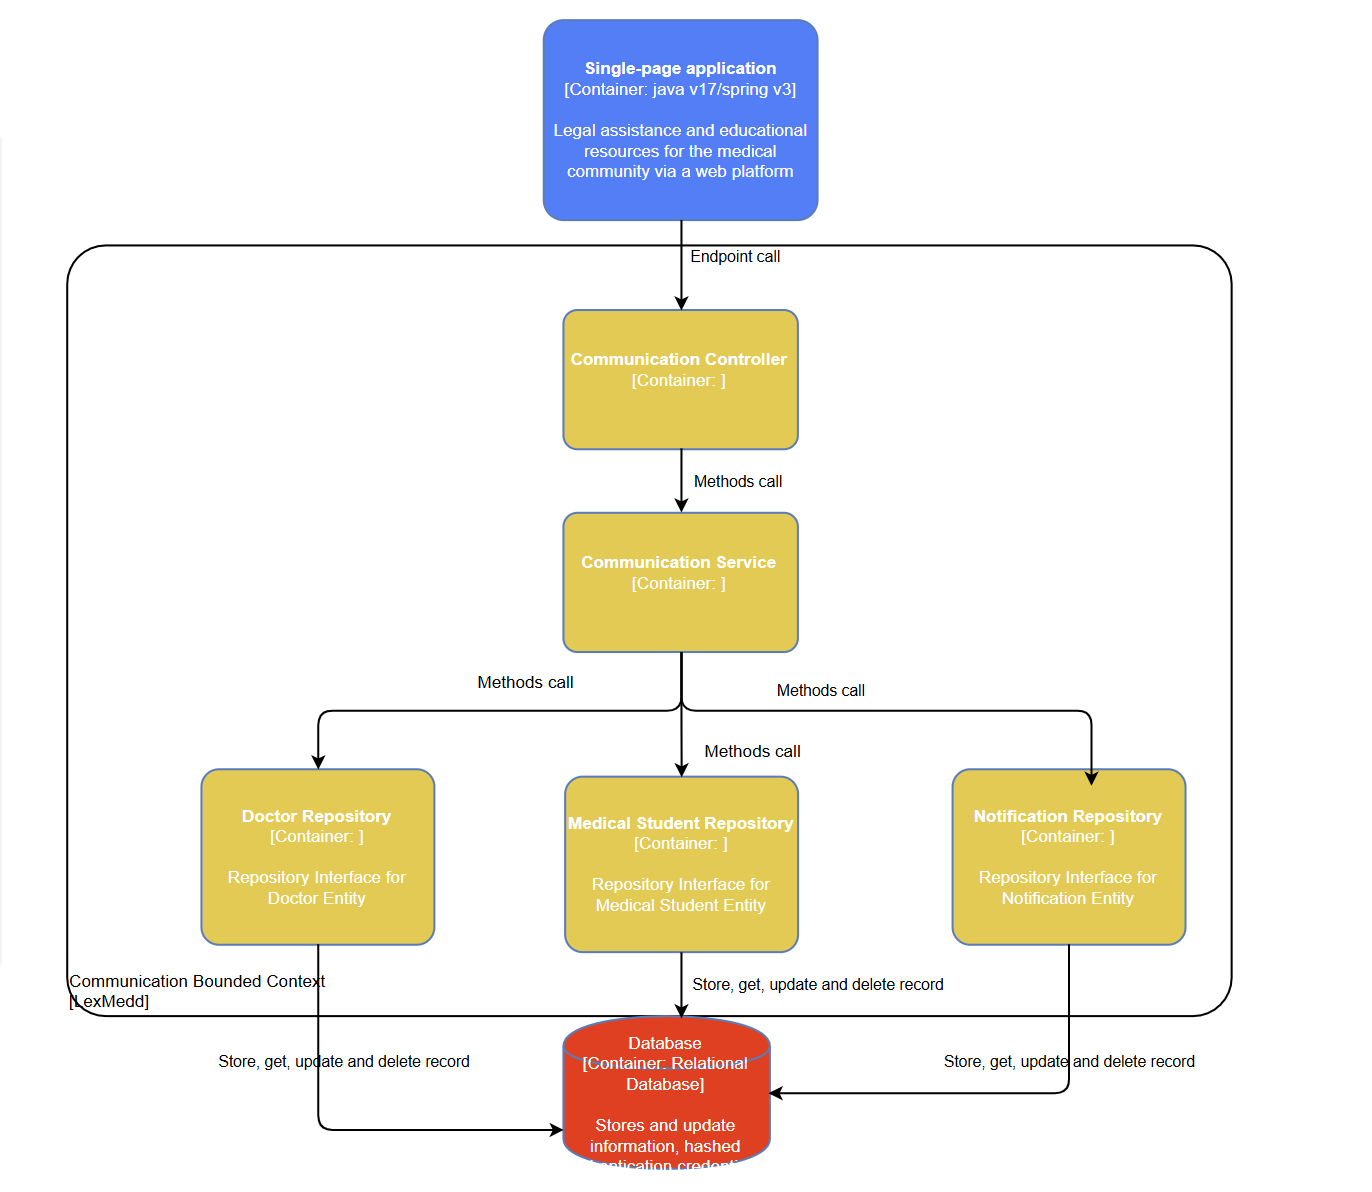 Single-page application
[Container: java v17/spring v3]
Legal assistance and educational
resources for the medical
community via a web platform
Endpoint call
Communication Controller
[Container: ]
Methods call
Communication Service
[Container: ]
Methods call
Methods call
Methods call
Doctor Repository
[Container: ]
Repository Interface for
Doctor Entity
Medical Student Repository
[Container: ]
Repository Interface for
Medical Student Entity
Notification Repository
[Container: ]
Repository Interface for
Notification Entity
Communication Bounded Context
[LexMedd]
Store, get, update and delete record
Store, get, update and delete record
Store, get, update and delete record
Database
[Container: Relational
Database]
Stores and update
information, hashed